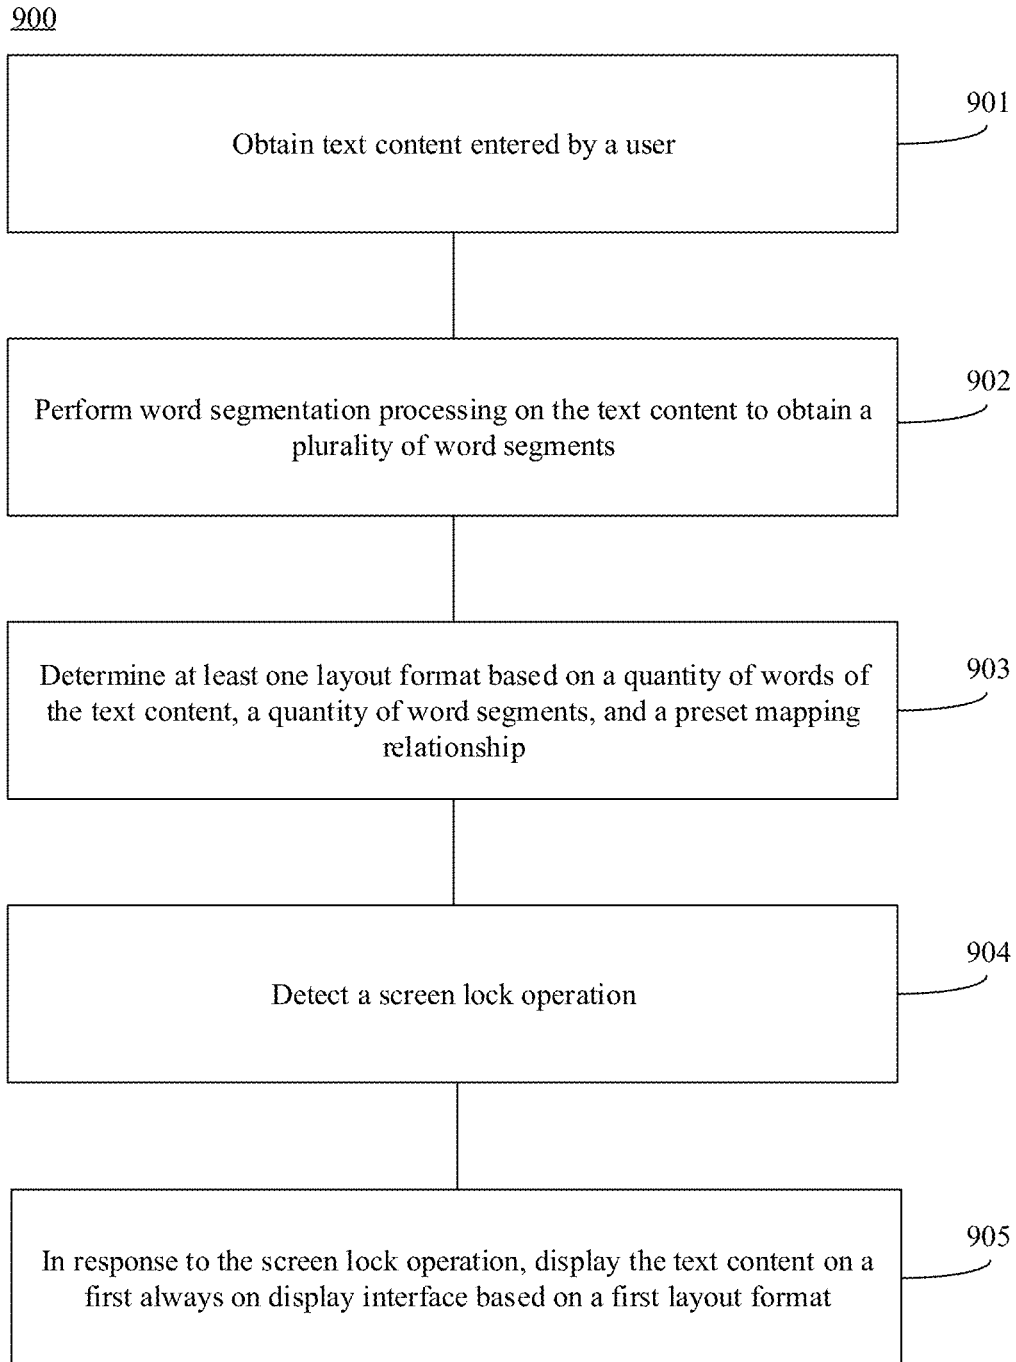 900
901
Obtain text content entered by a user
902
Perform word segmentation processing on the text content to obtain a
plurality of word segments
903
Determine at least one layout format based on a quantity of words of
the text content, a quantity of word segments, and a preset mapping
relationship
904
Detect a screen lock operation
905
In response to the screen lock operation, display the text content on a
first always on display interface based on a first layout format